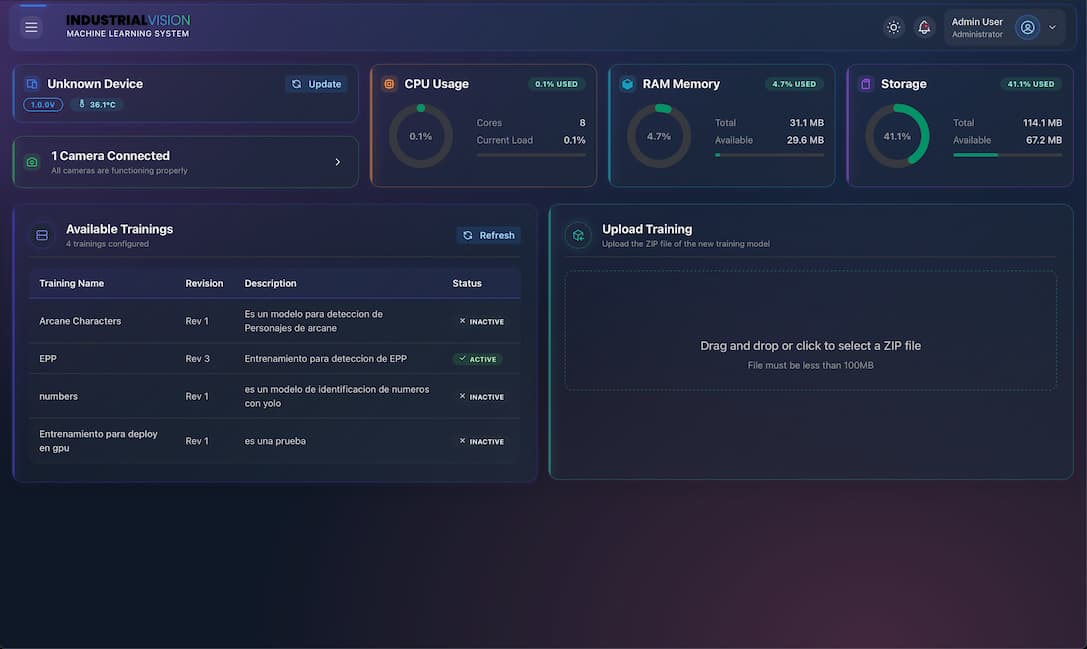 INDUSTRIALVISION
MACHINE LEARNING SYSTEM
Admin User
Administrator
Unknown Device
Update
1.0.0V
36.1°C
1 Camera Connected
All cameras are functioning properly
CPU Usage
0.1% USED
0.1%
Cores 8
Current Load 0.1%
RAM Memory
4.7% USED
4.7%
Total 31.1 MB
Available 29.6 MB
Storage
41.1% USED
41.1%
Total 114.1 MB
Available 67.2 MB
Available Trainings
4 trainings configured
Refresh
Training Name Revision Description Status
Arcane Characters Rev 1 Es un modelo para deteccion de
Personajes de arcane
INACTIVE
EPP Rev 3 Entrenamiento para deteccion de EPP ACTIVE
numbers Rev 1 es un modelo de identificacion de numeros
con yolo
INACTIVE
Entrenamiento para deploy
en gpu
Rev 1 es una prueba INACTIVE
Upload Training
Upload the ZIP file of the new training model
Drag and drop or click to select a ZIP file
File must be less than 100MB